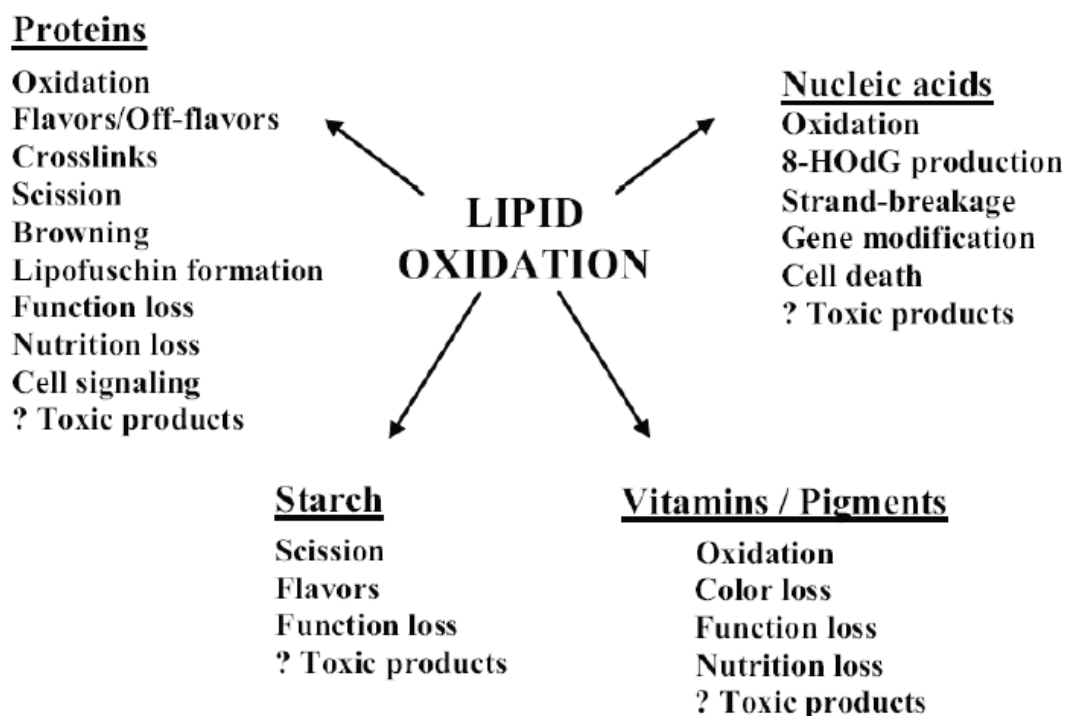 Proteins
Oxidation
Flavors/Off-flavors
Crosslinks
Scission
Browning
Lipofuschin formation
Function loss
Nutrition loss
Cell signaling
? Toxic products
Nucleic acids
Oxidation
8-HOdG production
Strand-breakage
Gene modification
Cell death
? Toxic products
LIPID
OXIDATION
Starch
Scission
Flavors
Function loss
? Toxic products
Vitamins / Pigments
Oxidation
Color loss
Function loss
Nutrition loss
? Toxic products